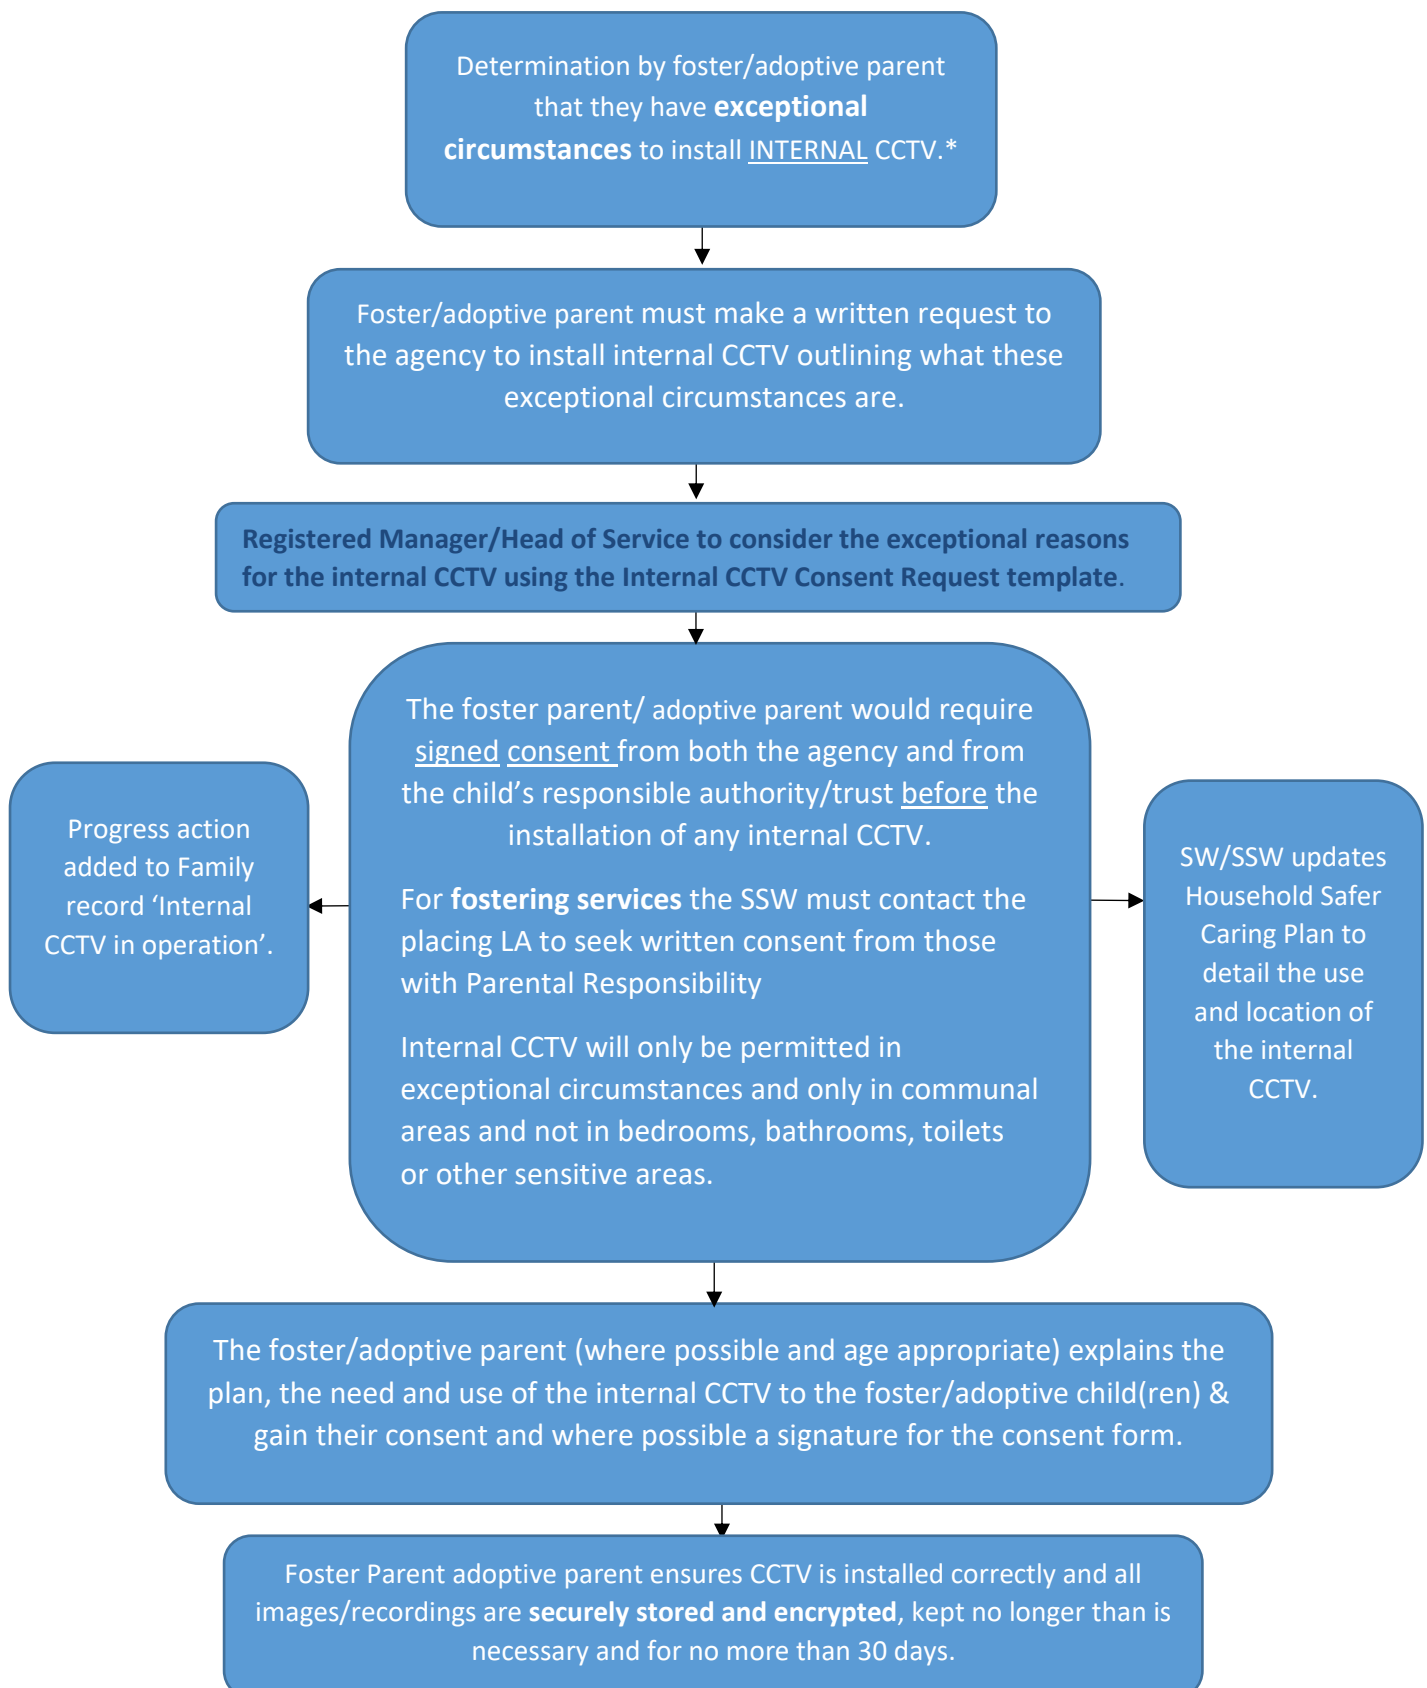 Determination by foster/adoptive parent
that they have exceptional
circumstances to install INTERNAL CCTV.*
Foster/adoptive parent must make a written request to
the agency to install internal CCTV outlining what these
exceptional circumstances are.
Registered Manager/Head of Service to consider the exceptional reasons
for the internal CCTV using the Internal CCTV Consent Request template.
The foster parent/ adoptive parent would require
signed consent from both the agency and from
the child’s responsible authority/trust before the
installation of any internal CCTV.
For fostering services the SSW must contact the
placing LA to seek written consent from those
with Parental Responsibility
Internal CCTV will only be permitted in
exceptional circumstances and only in communal
areas and not in bedrooms, bathrooms, toilets
or other sensitive areas.
Progress action
added to Family
record ‘Internal
CCTV in operation’.
SW/SSW updates
Household Safer
Caring Plan to
detail the use
and location of
the internal
CCTV.
The foster/adoptive parent (where possible and age appropriate) explains the
plan, the need and use of the internal CCTV to the foster/adoptive child(ren) &
gain their consent and where possible a signature for the consent form.
Foster Parent adoptive parent ensures CCTV is installed correctly and all
images/recordings are securely stored and encrypted, kept no longer than is
necessary and for no more than 30 days.